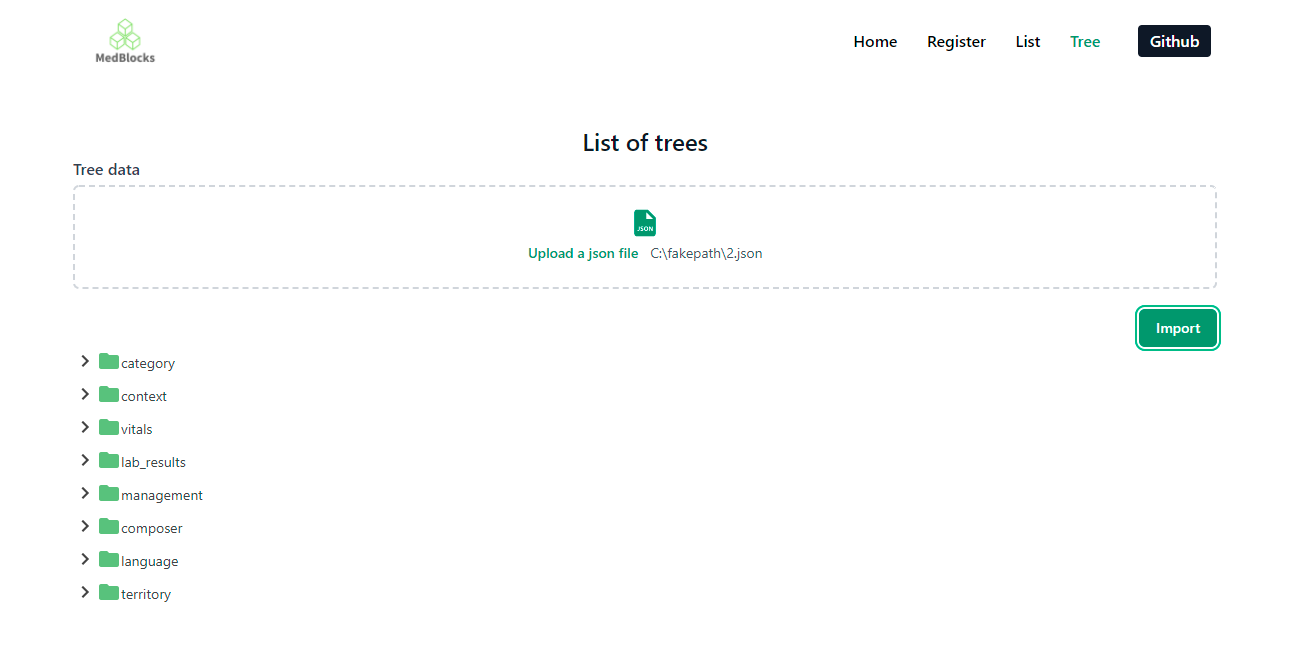 MedBlocks
Home Register List Tree Github
List of trees
Tree data
JSON
Upload a json file C:\fakepath\2.json
Import
category
context
vitals
lab_results
management
composer
language
territory